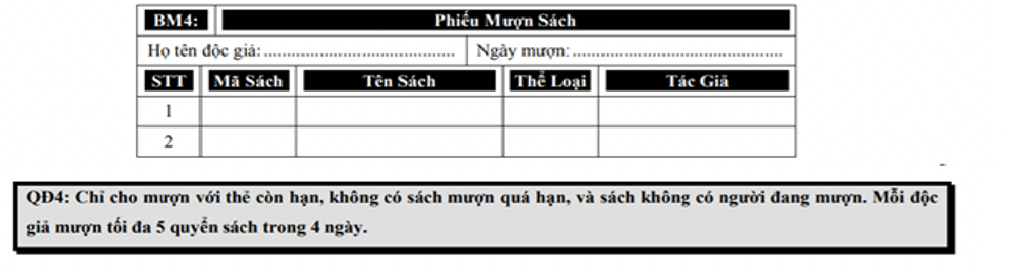 BM4: Phiếu Mượn Sách
Họ tên độc giả: ............................................ Ngày mượn: ................................................
STT Mã Sách Tên Sách Thể Loại Tác Giả
1
2
QĐ4: Chỉ cho mượn với thẻ còn hạn, không có sách mượn quá hạn, và sách không có người đang mượn. Mỗi độc
giả mượn tối đa 5 quyển sách trong 4 ngày.